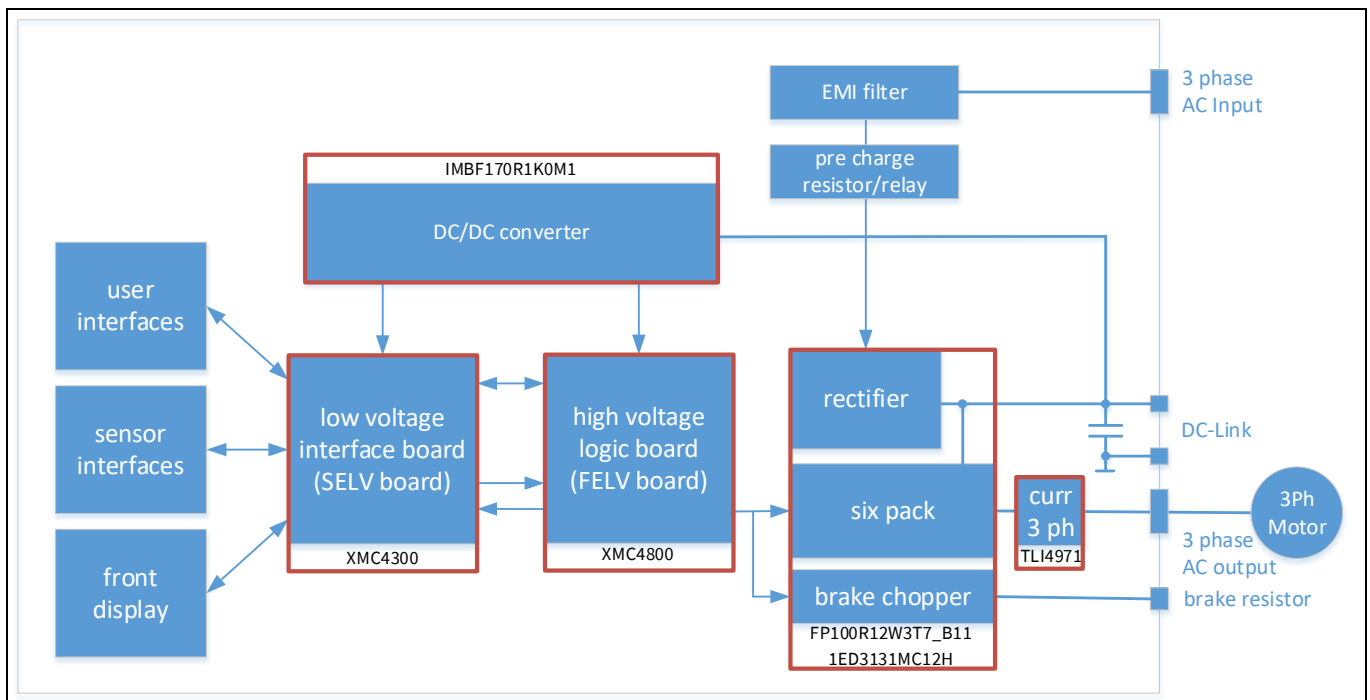 EMI filter
3 phase
AC Input
pre charge
resistor/relay
IMBF170R1K0M1
DC/DC converter
user
interfaces
sensor
interfaces
front
display
low voltage
interface board
(SELV board)
XMC4300
high voltage
logic board
(FELV board)
XMC4800
rectifier
six pack
brake chopper
FP100R12W3T7_B11
1ED3131MC12H
curr
3 ph
TLI4971
DC-Link
3Ph
Motor
3 phase
AC output
brake resistor